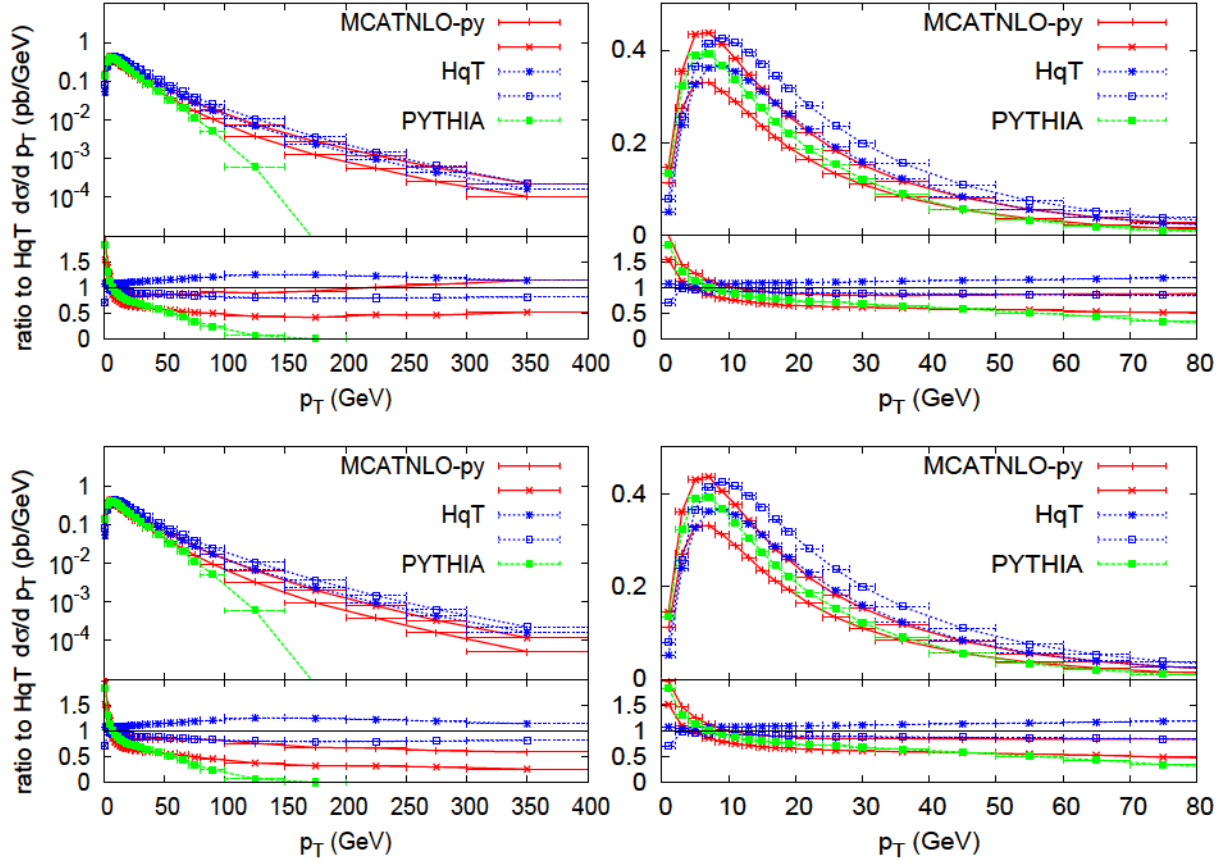 MCATNLO-py
HqT
PYTHIA
dσ/d p_T (pb/GeV)
1
0.1
10⁻²
10⁻³
10⁻⁴
ratio to HqT
1.5
1
0.5
0
0 50 100 150 200 250 300 350 400
p_T (GeV)
MCATNLO-py
HqT
PYTHIA
0.4
0.2
0
1.5
1
0.5
0
0 10 20 30 40 50 60 70 80
p_T (GeV)
MCATNLO-py
HqT
PYTHIA
dσ/d p_T (pb/GeV)
1
0.1
10⁻²
10⁻³
10⁻⁴
ratio to HqT
1.5
1
0.5
0
0 50 100 150 200 250 300 350 400
p_T (GeV)
MCATNLO-py
HqT
PYTHIA
0.4
0.2
0
1.5
1
0.5
0
0 10 20 30 40 50 60 70 80
p_T (GeV)